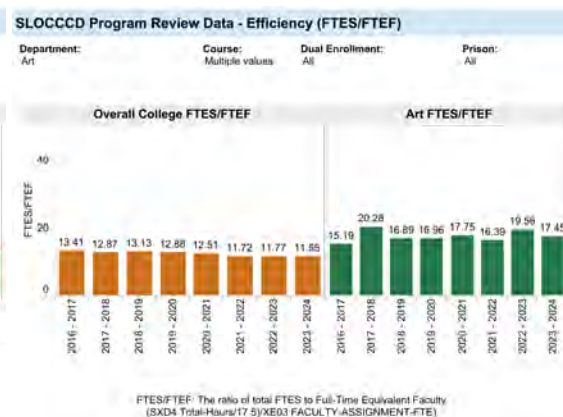 SLOCCCD Program Review Data - Efficiency (FTES/FTEF)
Department: Course: Dual Enrollment: Prison:
Art Multiple values All All
Overall College FTES/FTEF Art FTES/FTEF
FTES/FTEF
40
20
0
13.41 12.87 13.13 12.88 12.51 11.72 11.77 11.55
15.19 20.28 16.89 16.96 17.75 16.39 19.56 17.45
2016 - 2017 2017 - 2018 2018 - 2019 2019 - 2020 2020 - 2021 2021 - 2022 2022 - 2023 2023 - 2024
2016 - 2017 2017 - 2018 2018 - 2019 2019 - 2020 2020 - 2021 2021 - 2022 2022 - 2023 2023 - 2024
FTES/FTEF: The ratio of total FTES to Full-Time Equivalent Faculty
(SXD4 Total-Hours/17.5)/XE03 FACULTY-ASSIGNMENT-FTE)